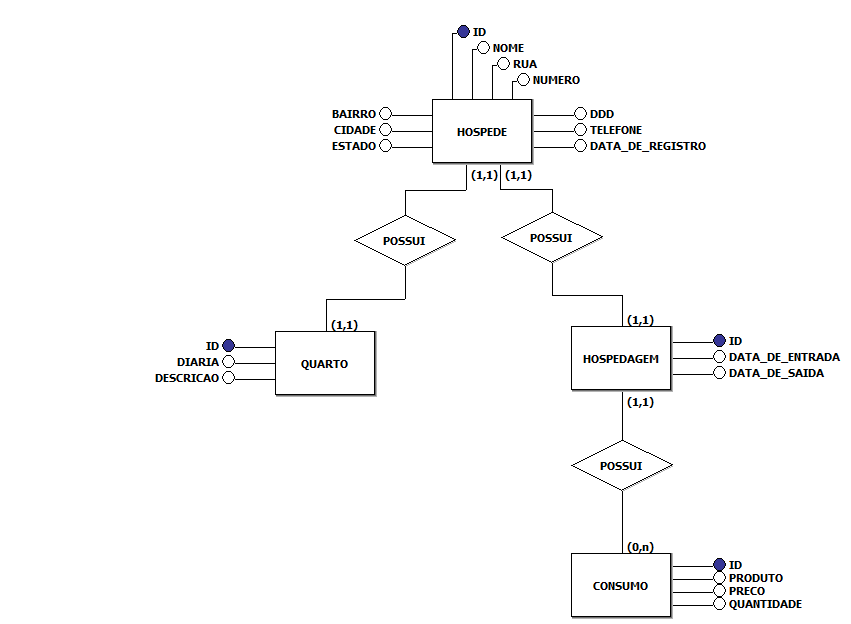 ID
NOME
RUA
NUMERO
BAIRRO
CIDADE
ESTADO
HOSPEDE
DDD
TELEFONE
DATA_DE_REGISTRO
(1,1) (1,1)
POSSUI
POSSUI
(1,1)
(1,1)
ID
DIARIA
DESCRICAO
QUARTO
HOSPEDAGEM
ID
DATA_DE_ENTRADA
DATA_DE_SAIDA
(1,1)
POSSUI
(0,n)
CONSUMO
ID
PRODUTO
PRECO
QUANTIDADE